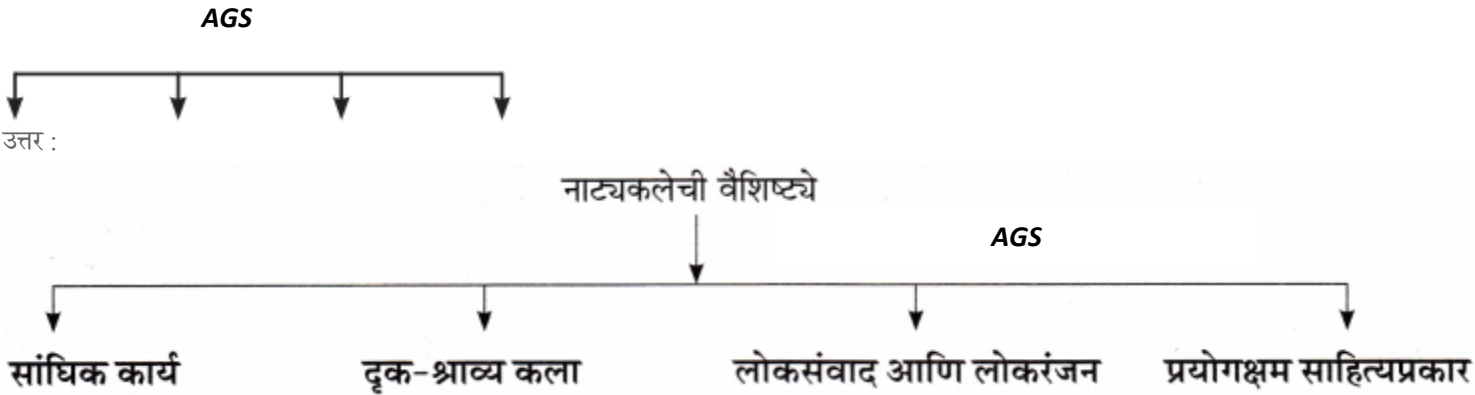 AGS
उत्तर :
नाट्यकलेची वैशिष्ट्ये
AGS
सांघिक कार्य दृक-श्राव्य कला लोकसंवाद आणि लोकरंजन प्रयोगक्षम साहित्यप्रकार